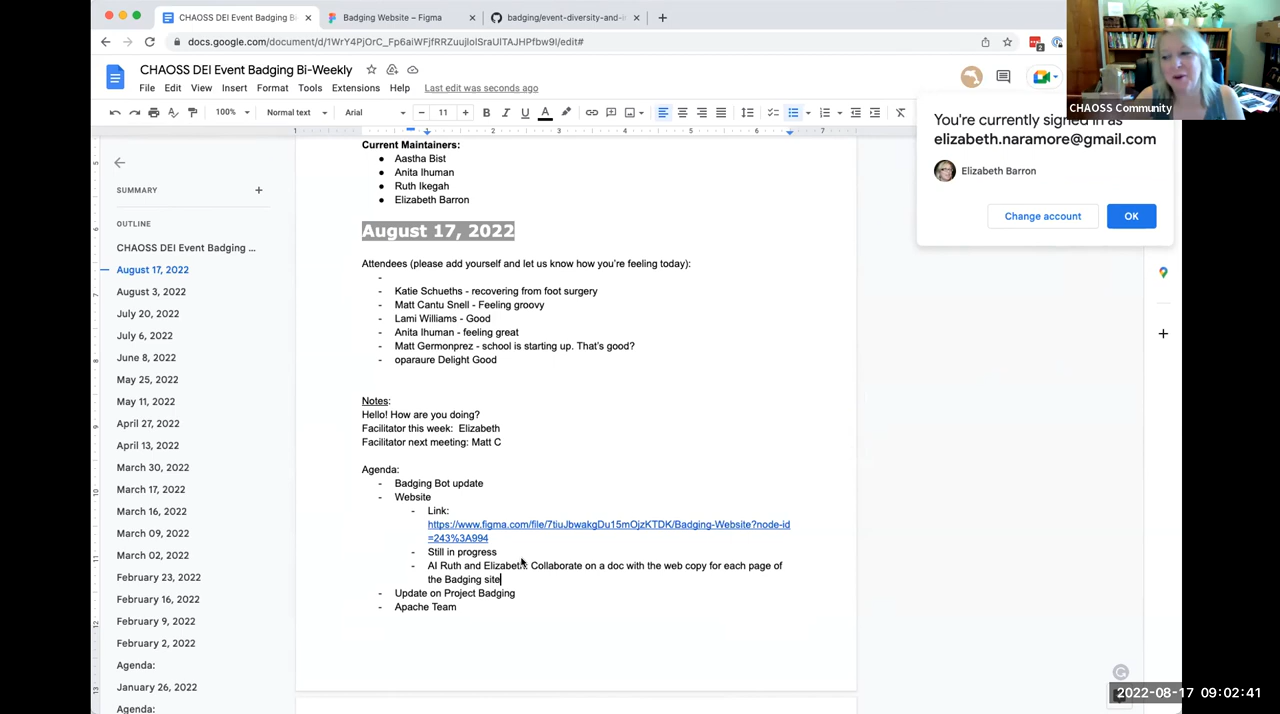 CHAOSS DEI Event Badging Bi
Badging Website – Figma
badging/event-diversity-and-in
docs.google.com/document/d/1WrY4PjOrC_Fp6aiWFjfRRZuujIoISraUITAJHPfbw9I/edit#
CHAOSS DEI Event Badging Bi-Weekly
File Edit View Insert Format Tools Extensions Help Last edit was seconds ago
100% Normal text Arial 11
CHAOSS Community
You're currently signed in as
elizabeth.naramore@gmail.com
Elizabeth Barron
Change account OK
SUMMARY
OUTLINE
CHAOSS DEI Event Badging ...
August 17, 2022
August 3, 2022
July 20, 2022
July 6, 2022
June 8, 2022
May 25, 2022
May 11, 2022
April 27, 2022
April 13, 2022
March 30, 2022
March 17, 2022
March 16, 2022
March 09, 2022
March 02, 2022
February 23, 2022
February 16, 2022
February 9, 2022
February 2, 2022
Agenda:
January 26, 2022
Agenda:
Current Maintainers:
● Aastha Bist
● Anita Ihuman
● Ruth Ikegah
● Elizabeth Barron
August 17, 2022
Attendees (please add yourself and let us know how you're feeling today):
-
- Katie Schueths - recovering from foot surgery
- Matt Cantu Snell - Feeling groovy
- Lami Williams - Good
- Anita Ihuman - feeling great
- Matt Germonprez - school is starting up. That's good?
- oparaure Delight Good
Notes:
Hello! How are you doing?
Facilitator this week: Elizabeth
Facilitator next meeting: Matt C
Agenda:
- Badging Bot update
- Website
- Link:
https://www.figma.com/file/7tiuJbwakgDu15mOjzKTDK/Badging-Website?node-id
=243%3A994
- Still in progress
- AI Ruth and Elizabeth: Collaborate on a doc with the web copy for each page of
the Badging site
- Update on Project Badging
- Apache Team
2022-08-17 09:02:41